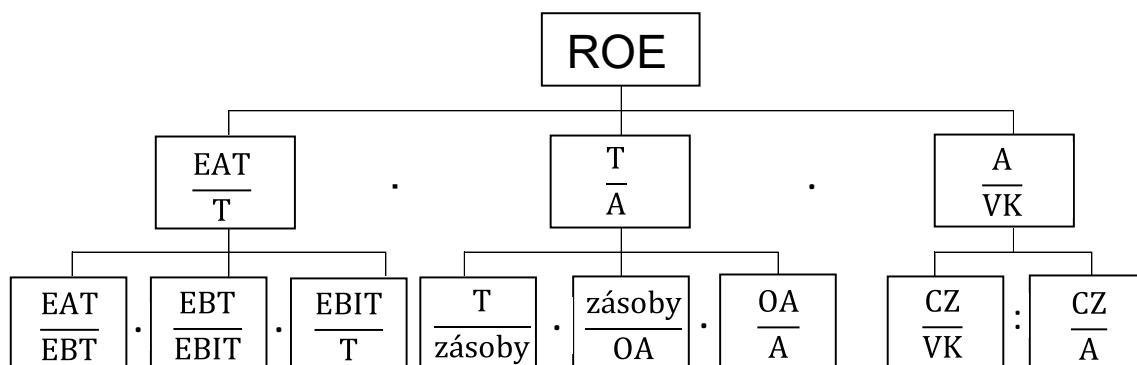 ROE
EAT
T
.
T
A
.
A
VK
EAT
EBT
.
EBT
EBIT
.
EBIT
T
T
zásoby
.
zásoby
OA
.
OA
A
CZ
VK
:
CZ
A